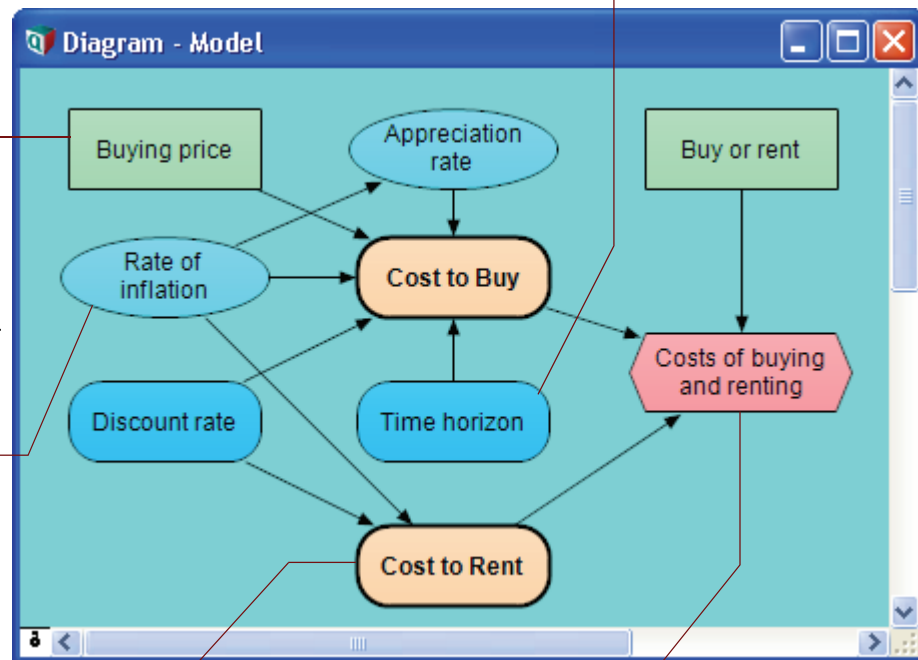 Diagram - Model
Buying price
Appreciation
rate
Buy or rent
Rate of
inflation
Cost to Buy
Costs of buying
and renting
Discount rate
Time horizon
Cost to Rent